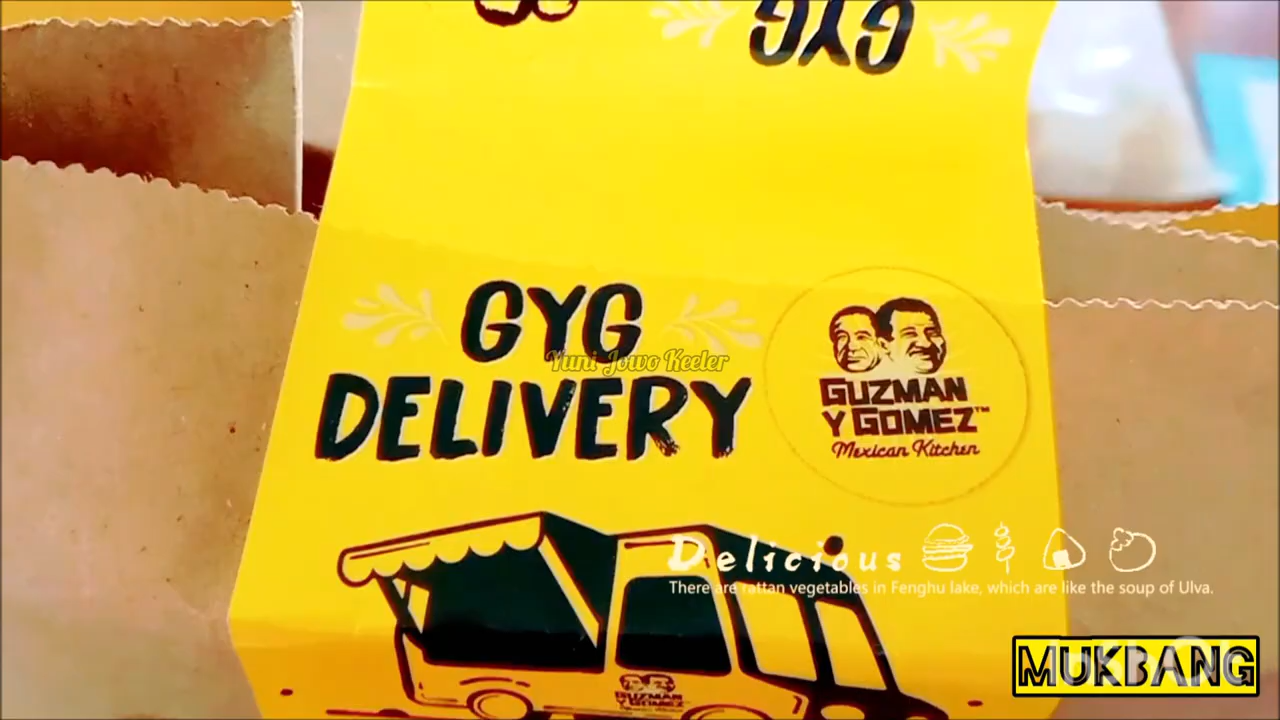 GYG
GYG
DELIVERY
Yuni Jowo Keeler
GUZMAN
Y GOMEZ™
Mexican Kitchen
Delicious
There are rattan vegetables in Fenghu lake, which are like the soup of Ulva.
GUZMAN
Y GOMEZ
MUKBANG